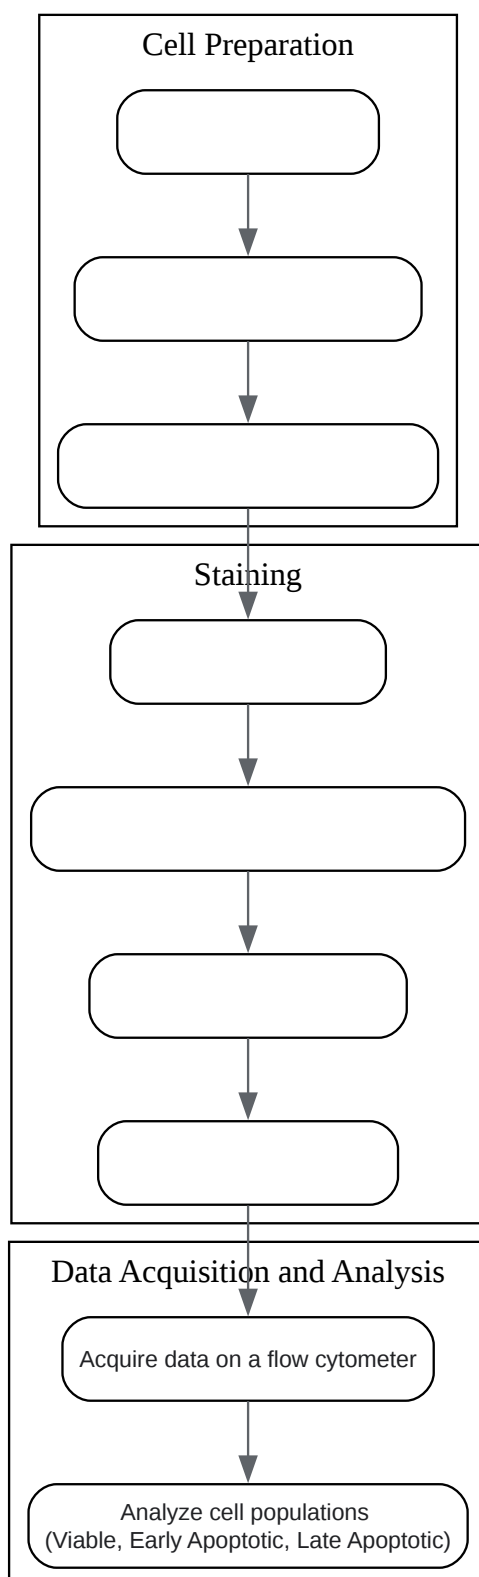 Cell Preparation
Staining
Data Acquisition and Analysis
Acquire data on a flow cytometer
Analyze cell populations
(Viable, Early Apoptotic, Late Apoptotic)